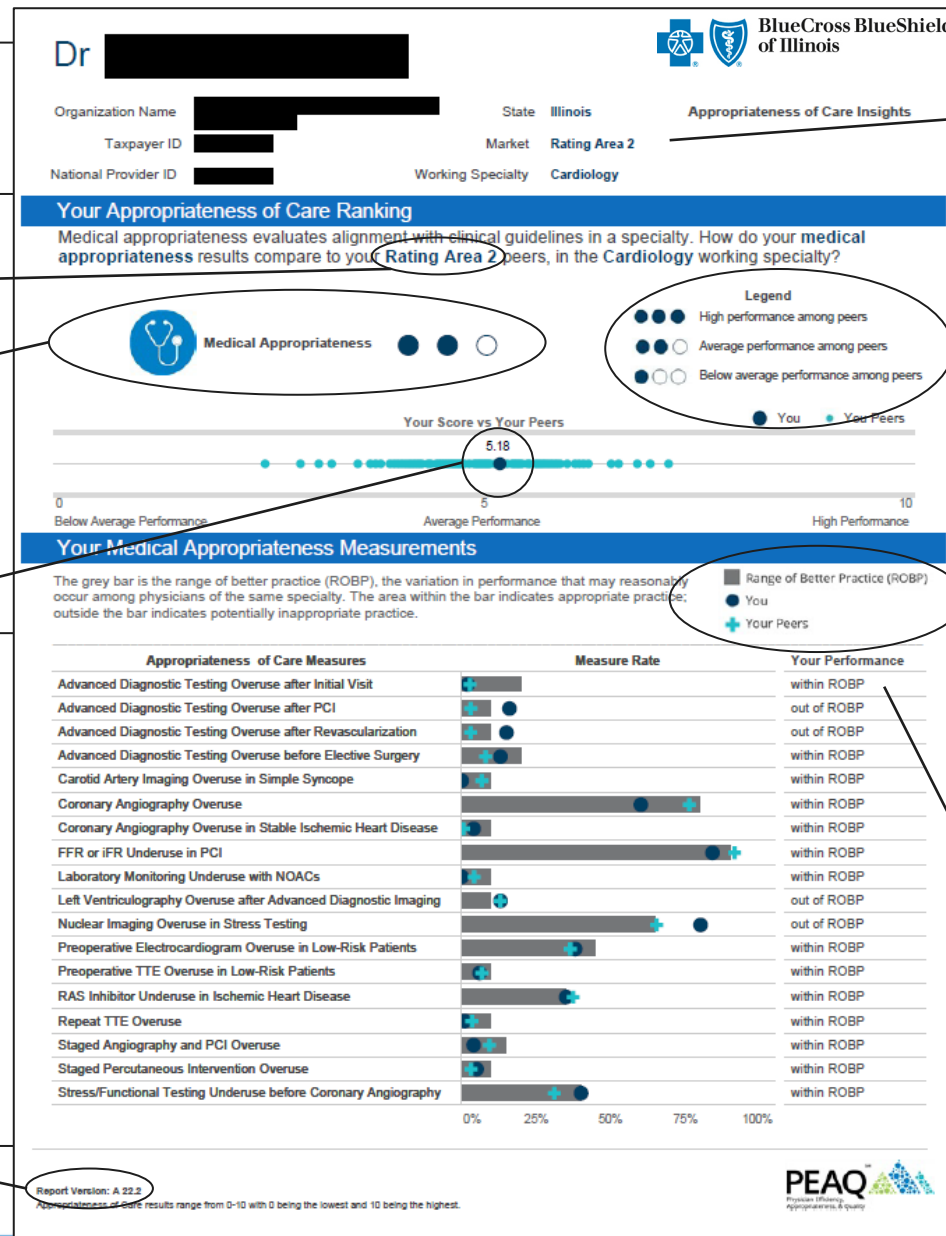 Dr
BlueCross BlueShield
of Illinois
Organization Name
State Illinois
Appropriateness of Care Insights
Taxpayer ID
Market Rating Area 2
National Provider ID
Working Specialty Cardiology
Your Appropriateness of Care Ranking
Medical appropriateness evaluates alignment with clinical guidelines in a specialty. How do your medical
appropriateness results compare to your Rating Area 2 peers, in the Cardiology working specialty?
Medical Appropriateness
Legend
High performance among peers
Average performance among peers
Below average performance among peers
Your Score vs Your Peers
You You Peers
5.18
0 5 10
Below Average Performance Average Performance High Performance
Your Medical Appropriateness Measurements
The grey bar is the range of better practice (ROBP), the variation in performance that may reasonably
occur among physicians of the same specialty. The area within the bar indicates appropriate practice;
outside the bar indicates potentially inappropriate practice.
Range of Better Practice (ROBP)
You
Your Peers
Appropriateness of Care Measures Measure Rate Your Performance
Advanced Diagnostic Testing Overuse after Initial Visit within ROBP
Advanced Diagnostic Testing Overuse after PCI out of ROBP
Advanced Diagnostic Testing Overuse after Revascularization out of ROBP
Advanced Diagnostic Testing Overuse before Elective Surgery within ROBP
Carotid Artery Imaging Overuse in Simple Syncope within ROBP
Coronary Angiography Overuse within ROBP
Coronary Angiography Overuse in Stable Ischemic Heart Disease within ROBP
FFR or iFR Underuse in PCI within ROBP
Laboratory Monitoring Underuse with NOACs within ROBP
Left Ventriculography Overuse after Advanced Diagnostic Imaging out of ROBP
Nuclear Imaging Overuse in Stress Testing out of ROBP
Preoperative Electrocardiogram Overuse in Low-Risk Patients within ROBP
Preoperative TTE Overuse in Low-Risk Patients within ROBP
RAS Inhibitor Underuse in Ischemic Heart Disease within ROBP
Repeat TTE Overuse within ROBP
Staged Angiography and PCI Overuse within ROBP
Staged Percutaneous Intervention Overuse within ROBP
Stress/Functional Testing Underuse before Coronary Angiography within ROBP
0% 25% 50% 75% 100%
Report Version: A 22.2
Appropriateness of Care results range from 0-10 with 0 being the lowest and 10 being the highest.
PEAQ
Physician Efficiency,
Appropriateness, & Quality